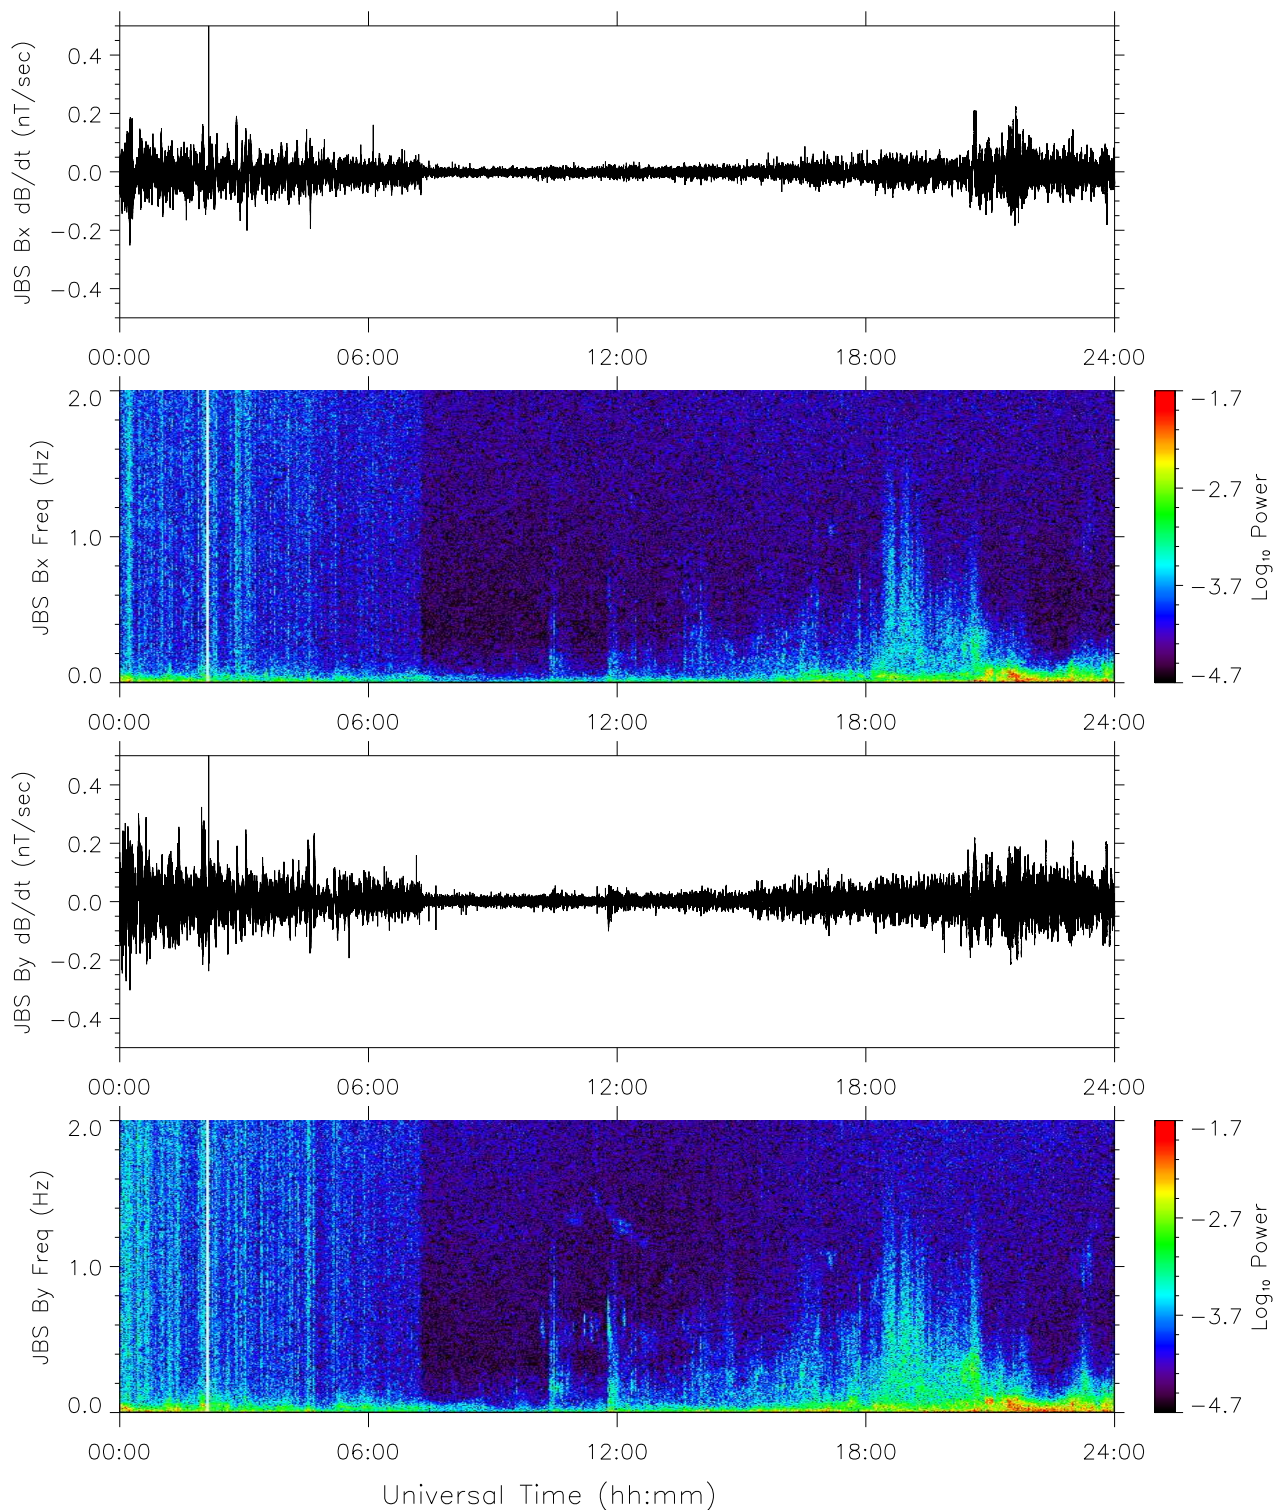 JBS Bx dB/dt (nT/sec)
0.4
0.2
0.0
−0.2
−0.4
00:00 06:00 12:00 18:00 24:00
JBS Bx Freq (Hz)
2.0
1.0
0.0
−1.7
−2.7
−3.7
−4.7
Log₁₀ Power
00:00 06:00 12:00 18:00 24:00
JBS By dB/dt (nT/sec)
0.4
0.2
0.0
−0.2
−0.4
00:00 06:00 12:00 18:00 24:00
JBS By Freq (Hz)
2.0
1.0
0.0
−1.7
−2.7
−3.7
−4.7
Log₁₀ Power
00:00 06:00 12:00 18:00 24:00
Universal Time (hh:mm)